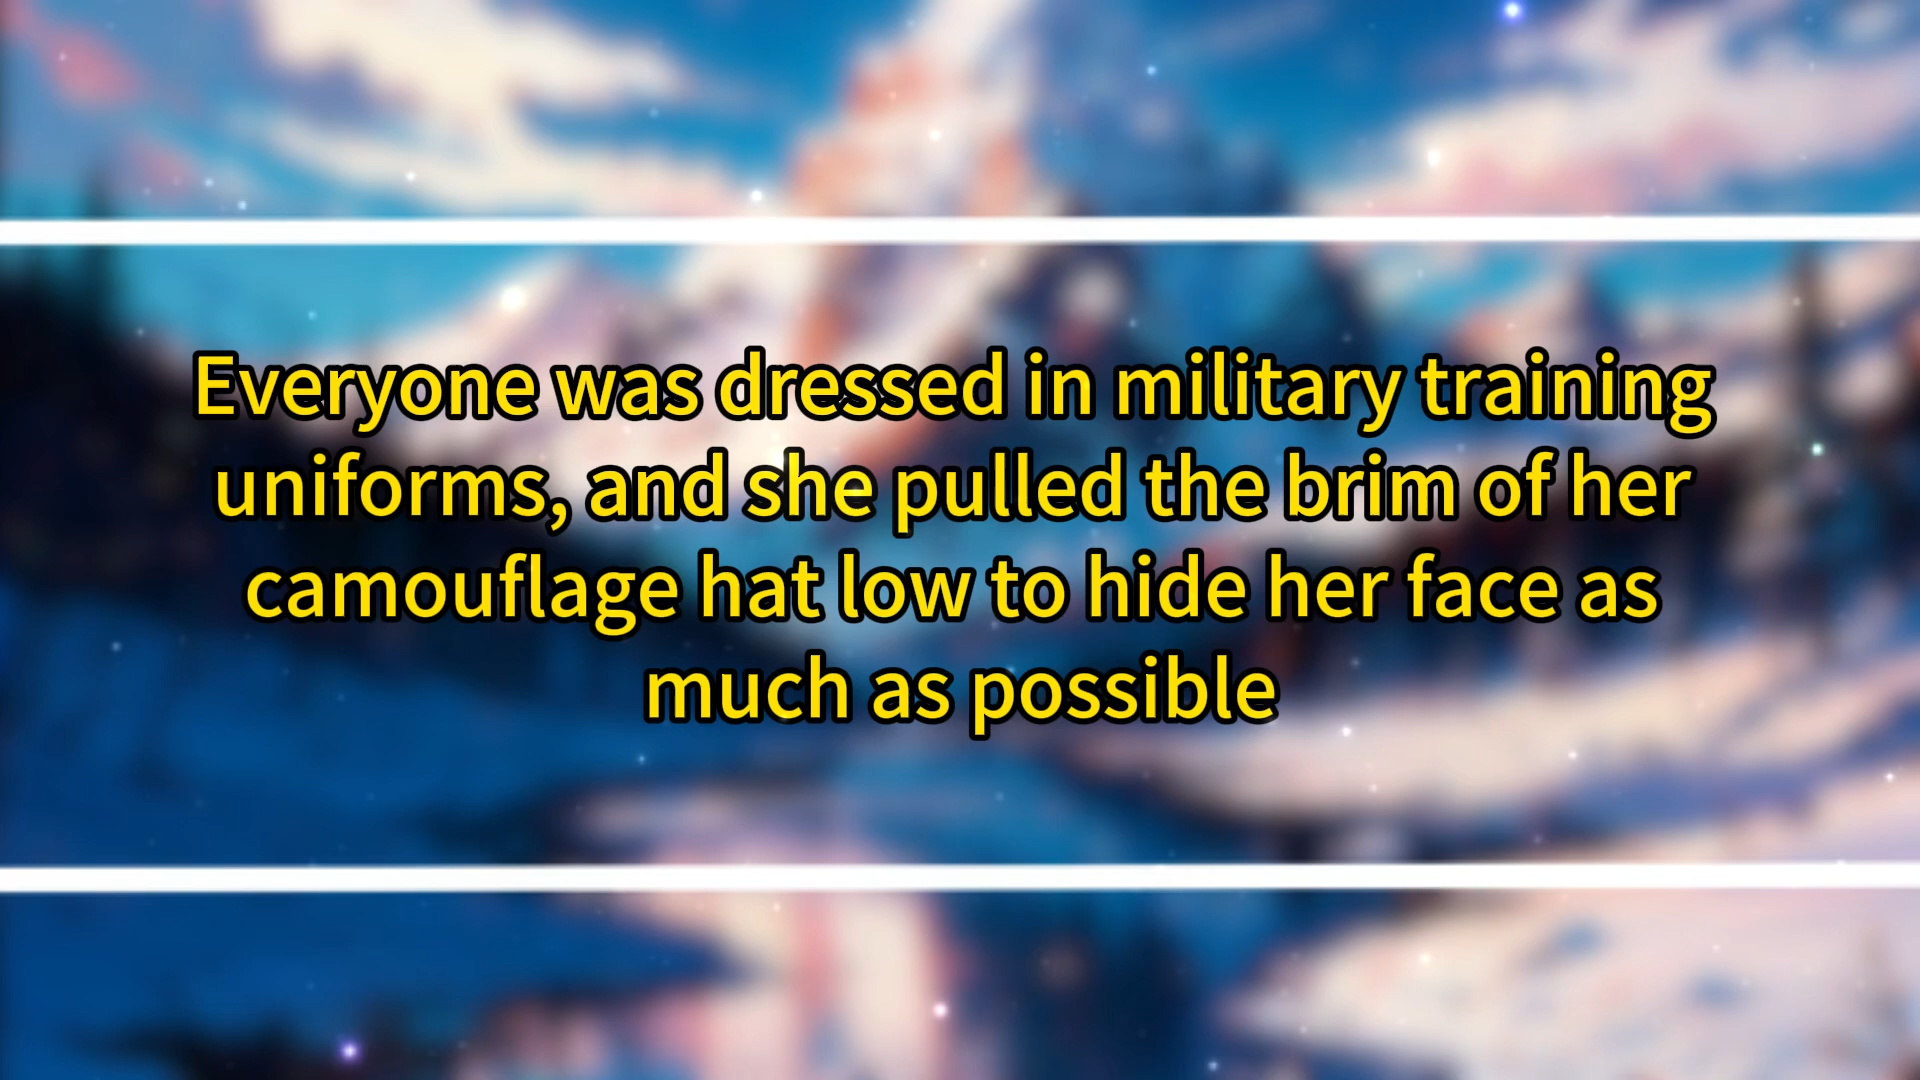 Everyone was dressed in military training
uniforms, and she pulled the brim of her
camouflage hat low to hide her face as
much as possible